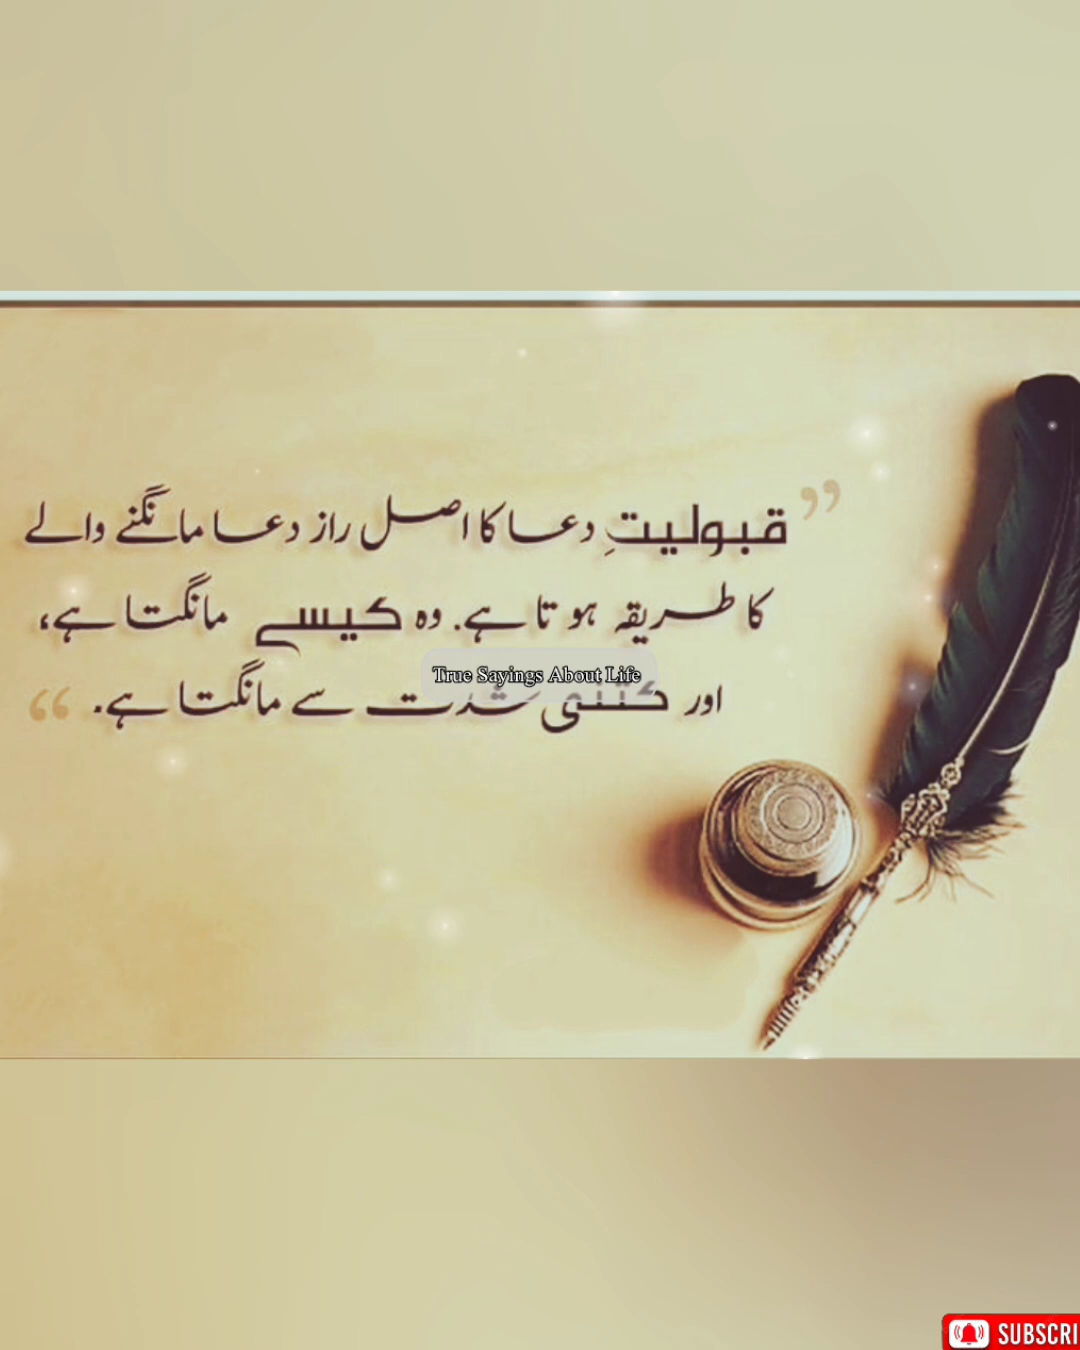 ”قبولیتِ دعا کا اصل راز دعا مانگنے والے
کا طریقہ ہوتا ہے. وہ کیسے مانگتا ہے،
True Sayings About Life
اور کتنی شدت سے مانگتا ہے.“
SUBSCRI